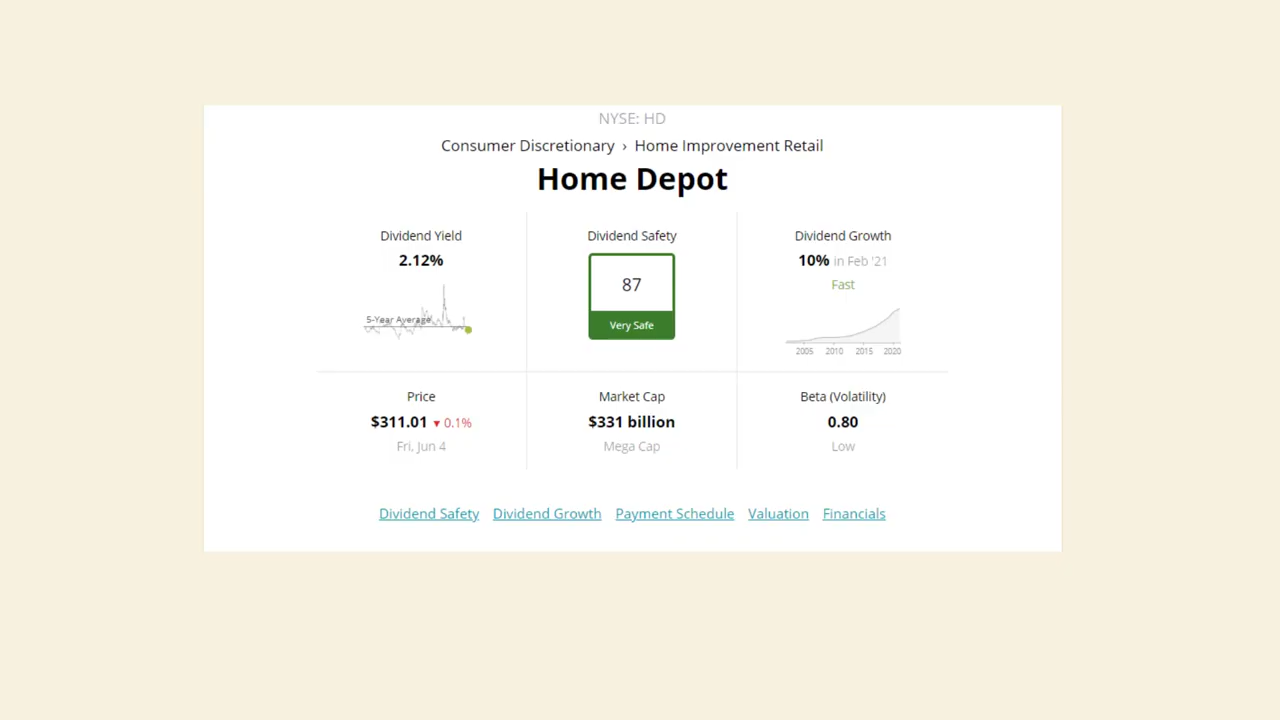 NYSE: HD
Consumer Discretionary › Home Improvement Retail
Home Depot
Dividend Yield
2.12%
5-Year Average
Dividend Safety
87
Very Safe
Dividend Growth
10% in Feb '21
Fast
2005 2010 2015 2020
Price
$311.01 ▼ 0.1%
Fri, Jun 4
Market Cap
$331 billion
Mega Cap
Beta (Volatility)
0.80
Low
Dividend Safety Dividend Growth Payment Schedule Valuation Financials